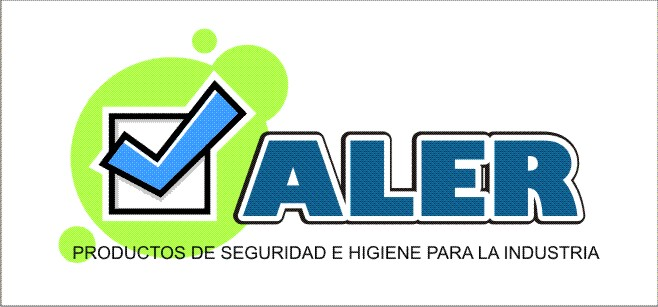 ALER
PRODUCTOS DE SEGURIDAD E HIGIENE PARA LA INDUSTRIA